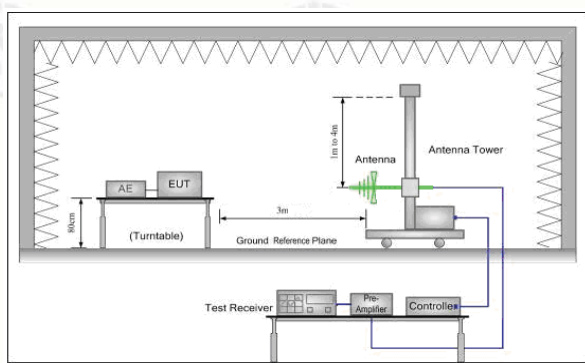 1m to 4m
Antenna
Antenna Tower
AE
EUT
80cm
3m
(Turntable)
Ground Reference Plane
Test Receiver
Pre-
Amplifier
Controller